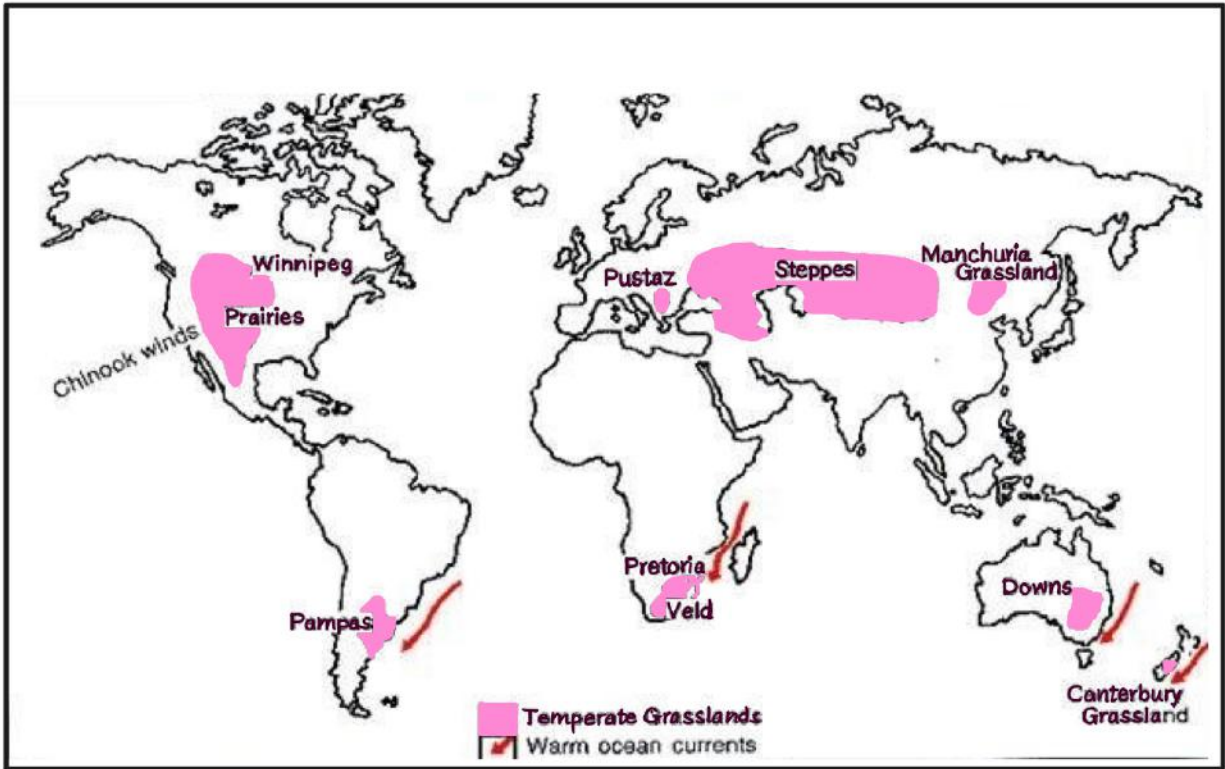 Winnipeg
Prairies
Chinook winds
Pampas
Pustaz
Steppes
Manchuria
Grassland
Pretoria
Veld
Downs
Canterbury
Grassland
Temperate Grasslands
Warm ocean currents